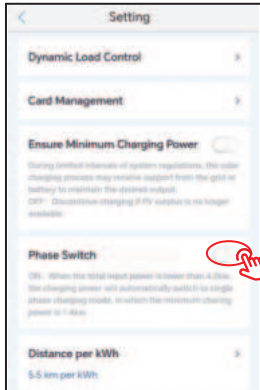 Setting
Dynamic Load Control
Card Management
Ensure Minimum Charging Power
During limited intervals of system regulations, the solar
charging process may receive support from the grid or
battery to maintain the desired output.
OFF: Discontinue charging if PV surplus is no longer
available.
Phase Switch
ON: When the total input power is lower than 4.2kw,
the charging power will automatically switch to single
phase charging mode, in which the minimum charing
power is 1.4kw.
Distance per kWh
5.5 km per kWh